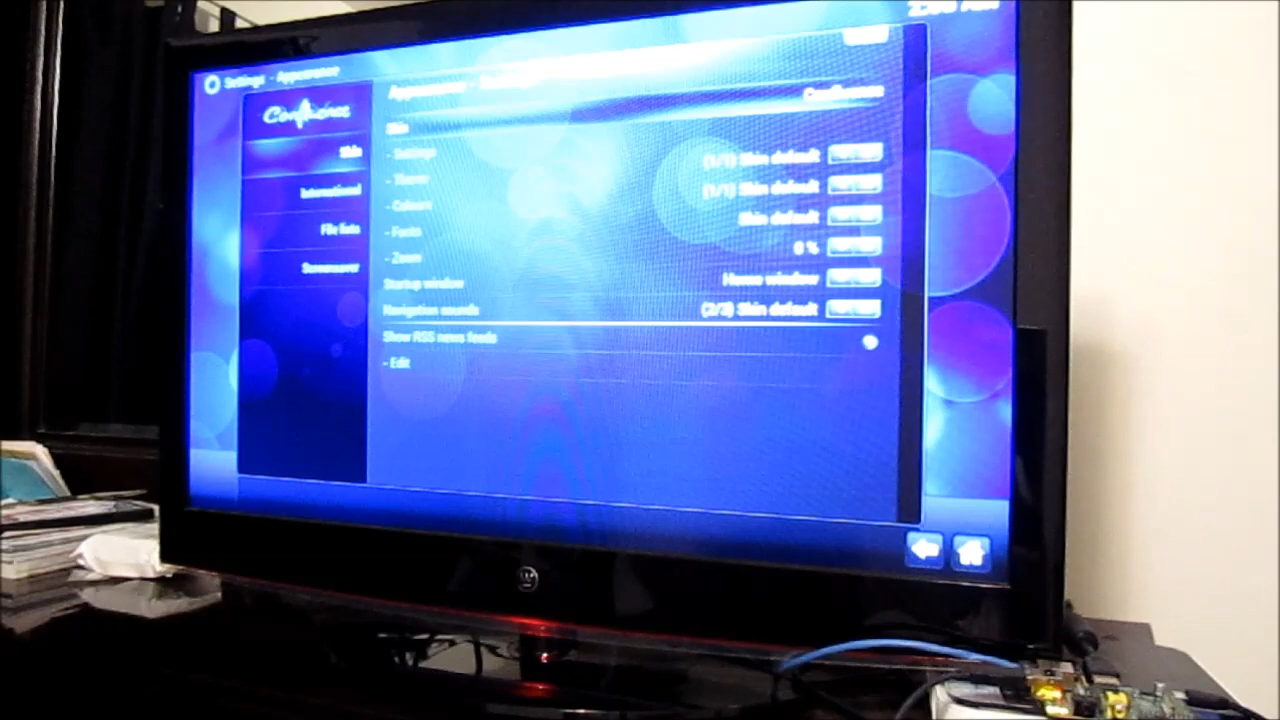 Settings - Appearance
Appearance -
Confluence
Skin
International
File lists
Screensaver
Skin
Confluence
- Settings
- Theme
(1/1) Skin default
- Colours
(1/1) Skin default
- Fonts
Skin default
- Zoom
0 %
Startup window
Home window
Navigation sounds
(2/3) Skin default
Show RSS news feeds
- Edit